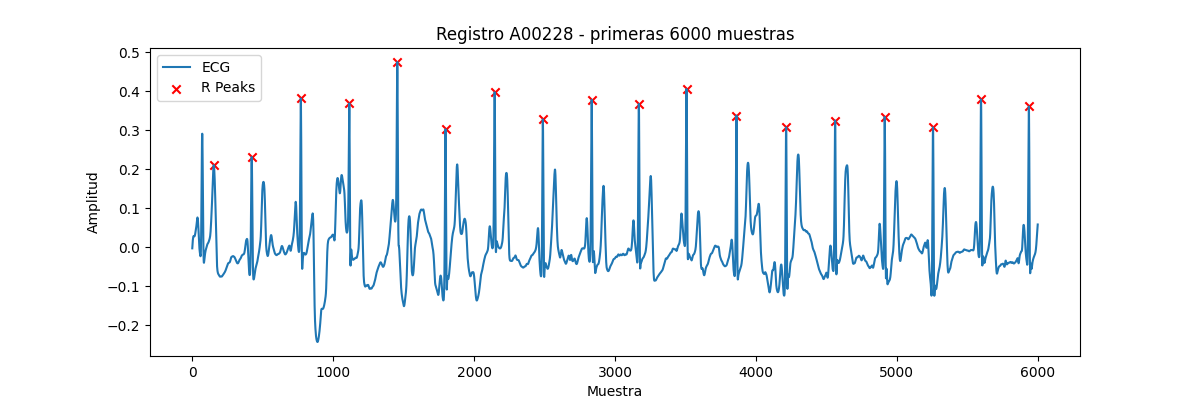 Registro A00228 - primeras 6000 muestras
ECG
R Peaks
Amplitud
0.5
0.4
0.3
0.2
0.1
0.0
−0.1
−0.2
0 1000 2000 3000 4000 5000 6000
Muestra